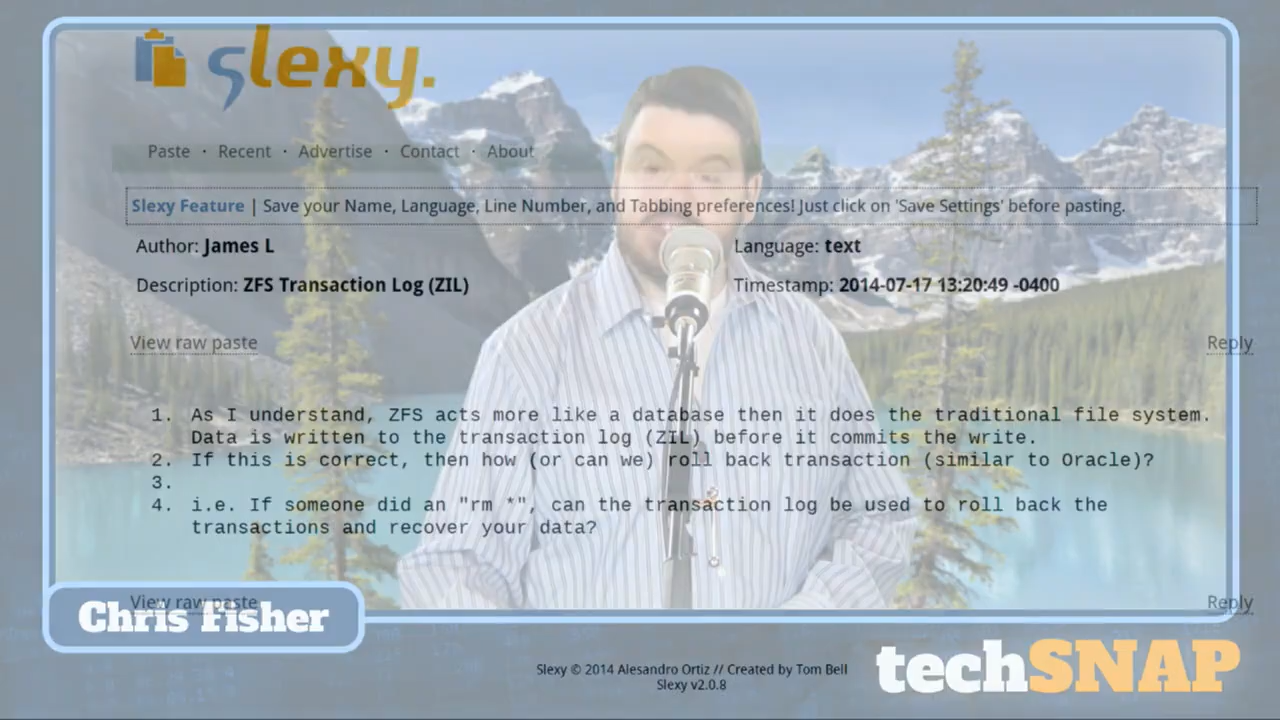 slexy.
Paste · Recent · Advertise · Contact · About
Slexy Feature | Save your Name, Language, Line Number, and Tabbing preferences! Just click on 'Save Settings' before pasting.
Author: James L Language: text
Description: ZFS Transaction Log (ZIL) Timestamp: 2014-07-17 13:20:49 -0400
View raw paste Reply
1. As I understand, ZFS acts more like a database then it does the traditional file system.
Data is written to the transaction log (ZIL) before it commits the write.
2. If this is correct, then how (or can we) roll back transaction (similar to Oracle)?
3.
4. i.e. If someone did an "rm *", can the transaction log be used to roll back the
transactions and recover your data?
View raw paste Reply
Chris Fisher
techSNAP
Slexy © 2014 Alesandro Ortiz // Created by Tom Bell
Slexy v2.0.8